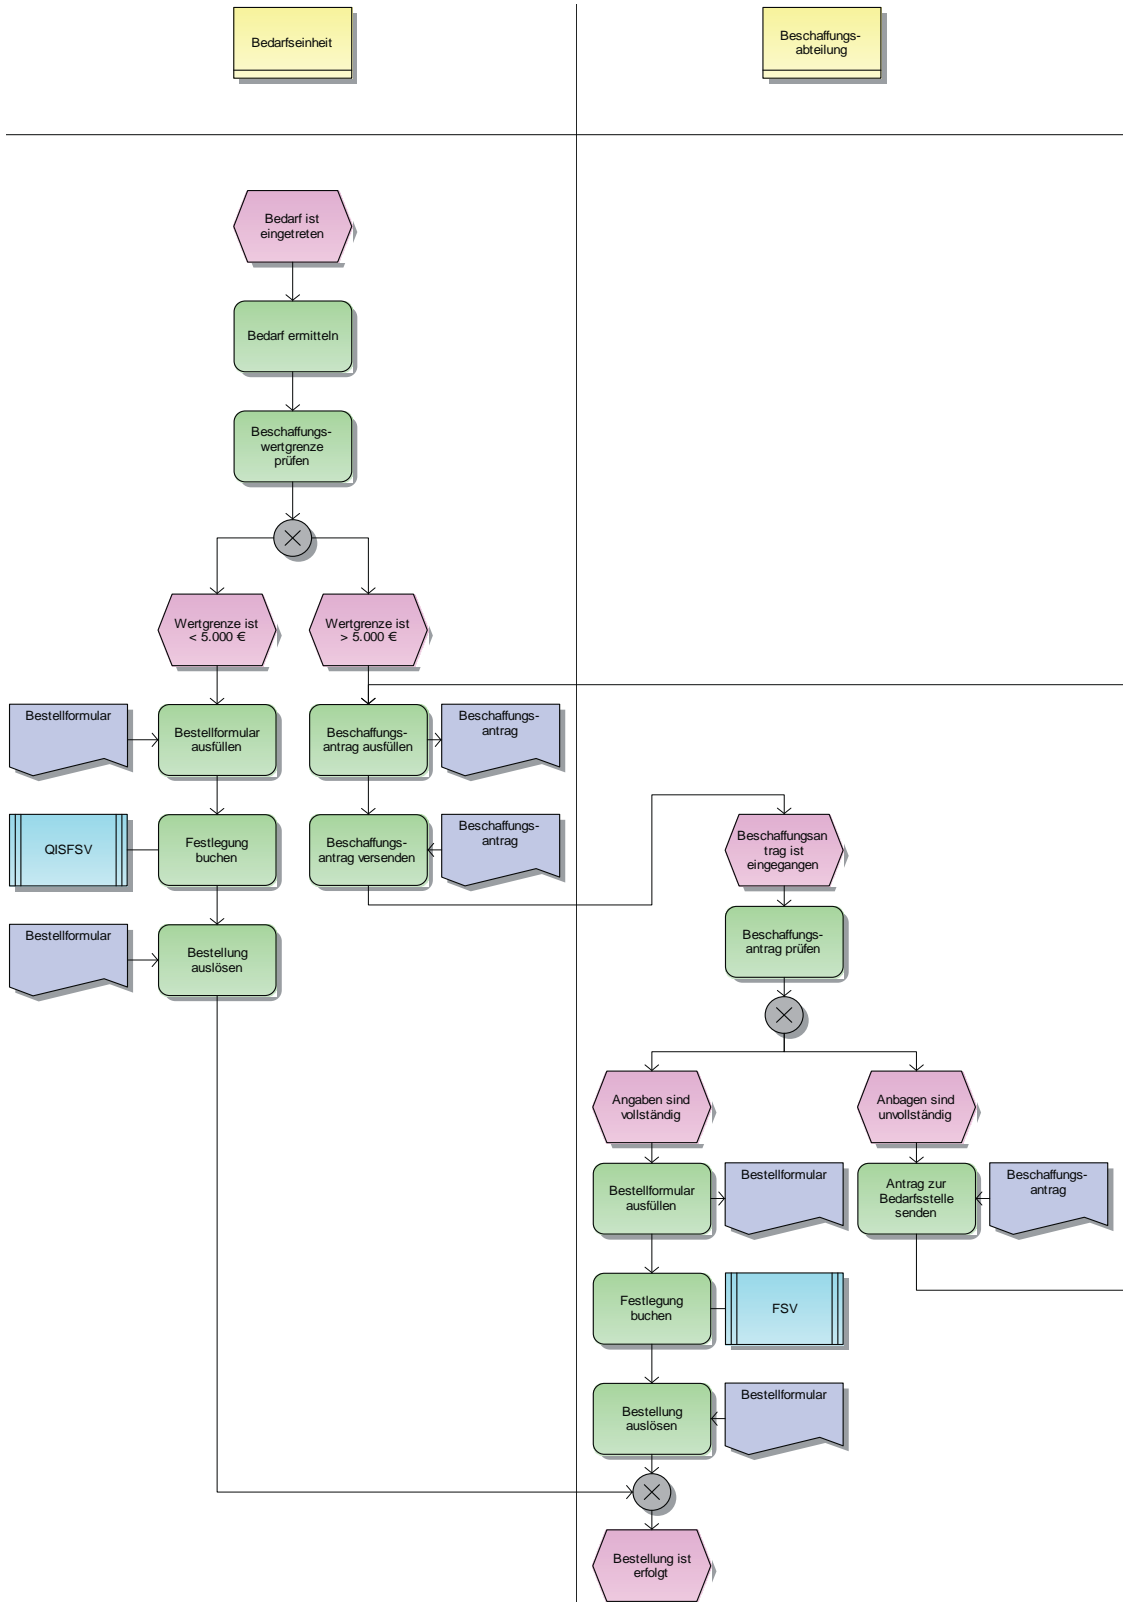 Bedarfseinheit
Beschaffungs-
abteilung
Bedarf ist
eingetreten
Bedarf ermitteln
Beschaffungs-
wertgrenze
prüfen
Wertgrenze ist
< 5.000 €
Wertgrenze ist
> 5.000 €
Bestellformular
Bestellformular
ausfüllen
Beschaffungs-
antrag ausfüllen
Beschaffungs-
antrag
QISFSV
Festlegung
buchen
Beschaffungs-
antrag versenden
Beschaffungs-
antrag
Beschaffungsan
trag ist
eingegangen
Bestellformular
Bestellung
auslösen
Beschaffungs-
antrag prüfen
Angaben sind
vollständig
Anbagen sind
unvollständig
Bestellformular
ausfüllen
Bestellformular
Antrag zur
Bedarfsstelle
senden
Beschaffungs-
antrag
Festlegung
buchen
FSV
Bestellung
auslösen
Bestellformular
Bestellung ist
erfolgt